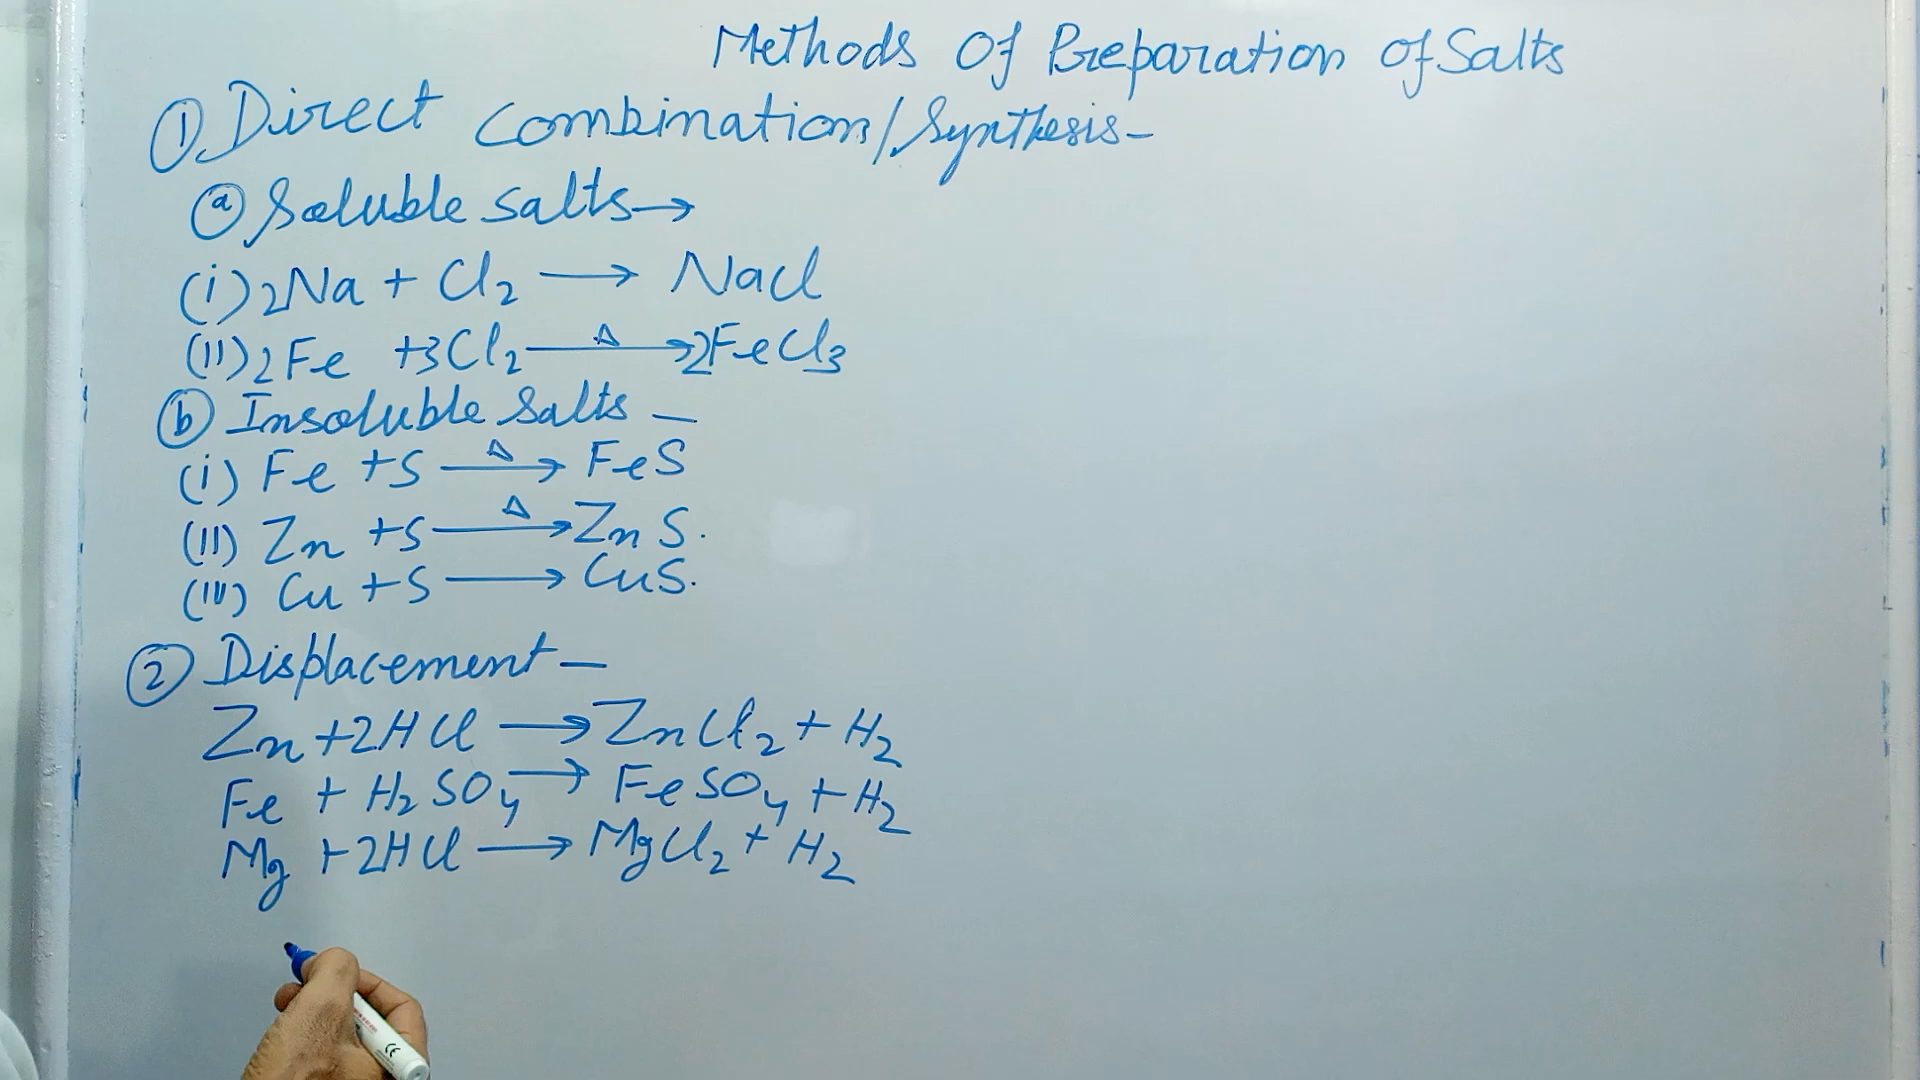 Methods Of Preparation of Salts
① Direct Combination/Synthesis-
ⓐ Soluble salts→
(i) 2Na + Cl₂ → NaCl
(II) 2Fe +3Cl₂ —Δ→ 2FeCl₃
ⓑ Insoluble Salts —
(i) Fe +S —Δ→ FeS
(II) Zn +S —Δ→ ZnS.
(III) Cu +S → CuS.
② Displacement —
Zn +2HCl → ZnCl₂ + H₂
Fe + H₂SO₄ → FeSO₄ + H₂
Mg +2HCl → MgCl₂ + H₂
CE